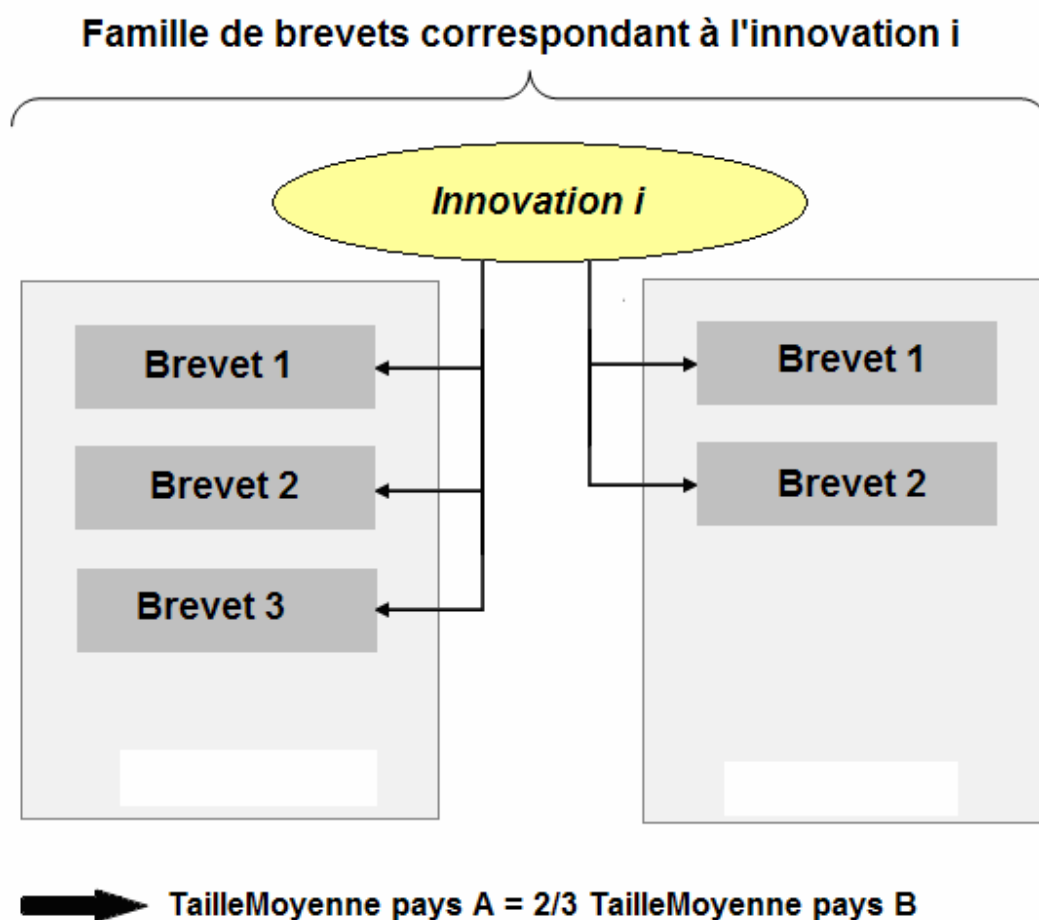 Famille de brevets correspondant à l'innovation i
Innovation i
Brevet 1
Brevet 2
Brevet 3
Brevet 1
Brevet 2
TailleMoyenne pays A = 2/3 TailleMoyenne pays B